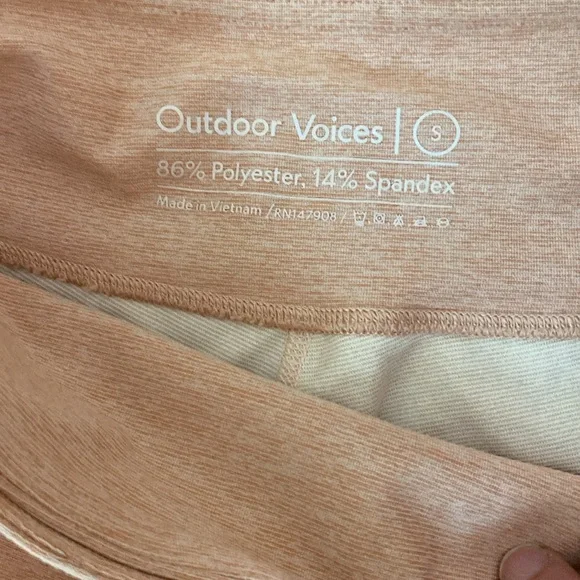 Outdoor Voices | S
86% Polyester, 14% Spandex
Made in Vietnam / RN147908 /